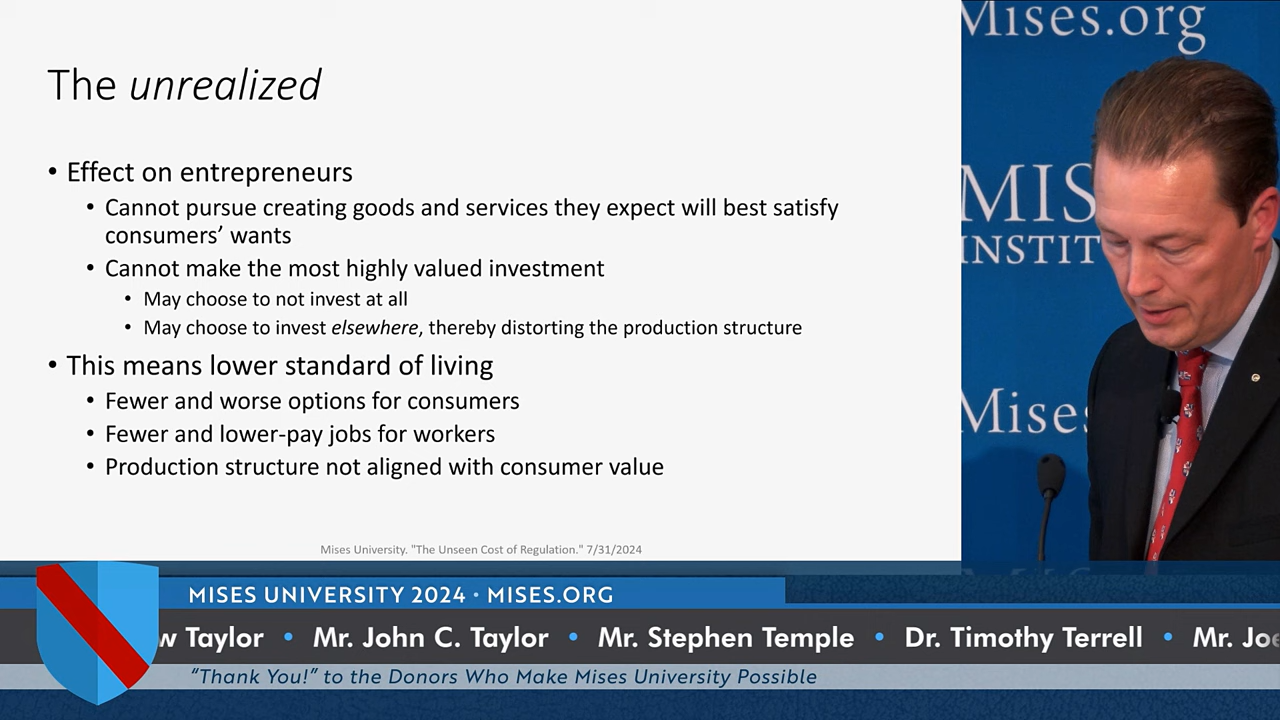 The unrealized
• Effect on entrepreneurs
• Cannot pursue creating goods and services they expect will best satisfy
consumers’ wants
• Cannot make the most highly valued investment
• May choose to not invest at all
• May choose to invest elsewhere, thereby distorting the production structure
• This means lower standard of living
• Fewer and worse options for consumers
• Fewer and lower-pay jobs for workers
• Production structure not aligned with consumer value
Mises University. "The Unseen Cost of Regulation." 7/31/2024
Mises.org
MIS
INSTIT
Mises
MISES UNIVERSITY 2024 • MISES.ORG
w Taylor • Mr. John C. Taylor • Mr. Stephen Temple • Dr. Timothy Terrell • Mr. Joe
“Thank You!” to the Donors Who Make Mises University Possible